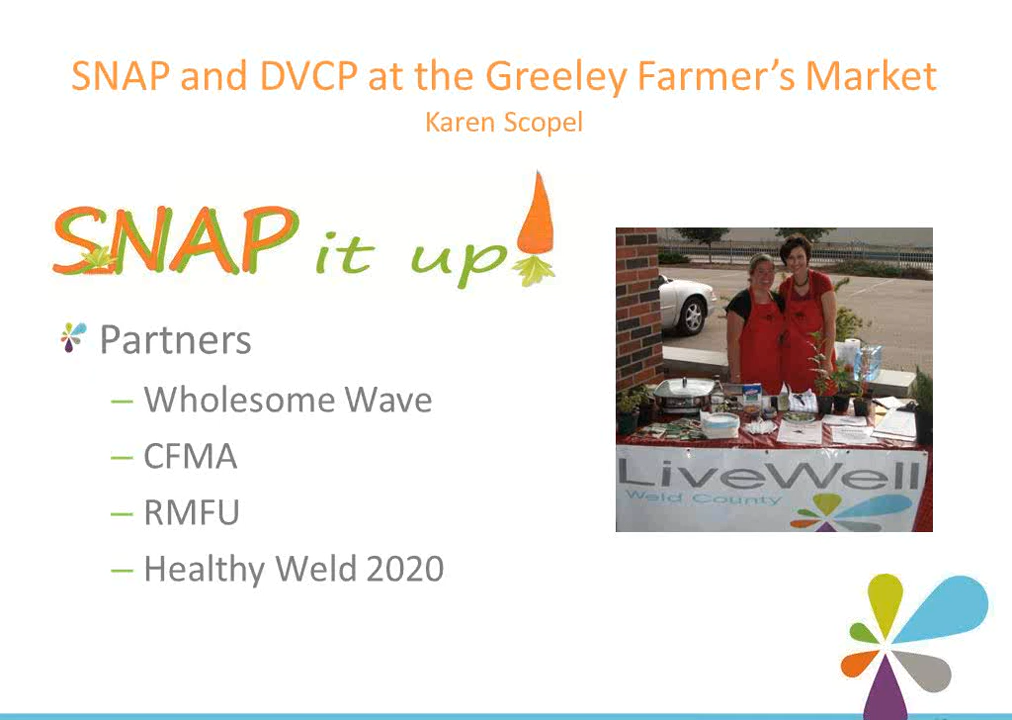 SNAP and DVCP at the Greeley Farmer’s Market
Karen Scopel
SNAP it up!
Partners
– Wholesome Wave
– CFMA
– RMFU
– Healthy Weld 2020
LiveWell
Weld County